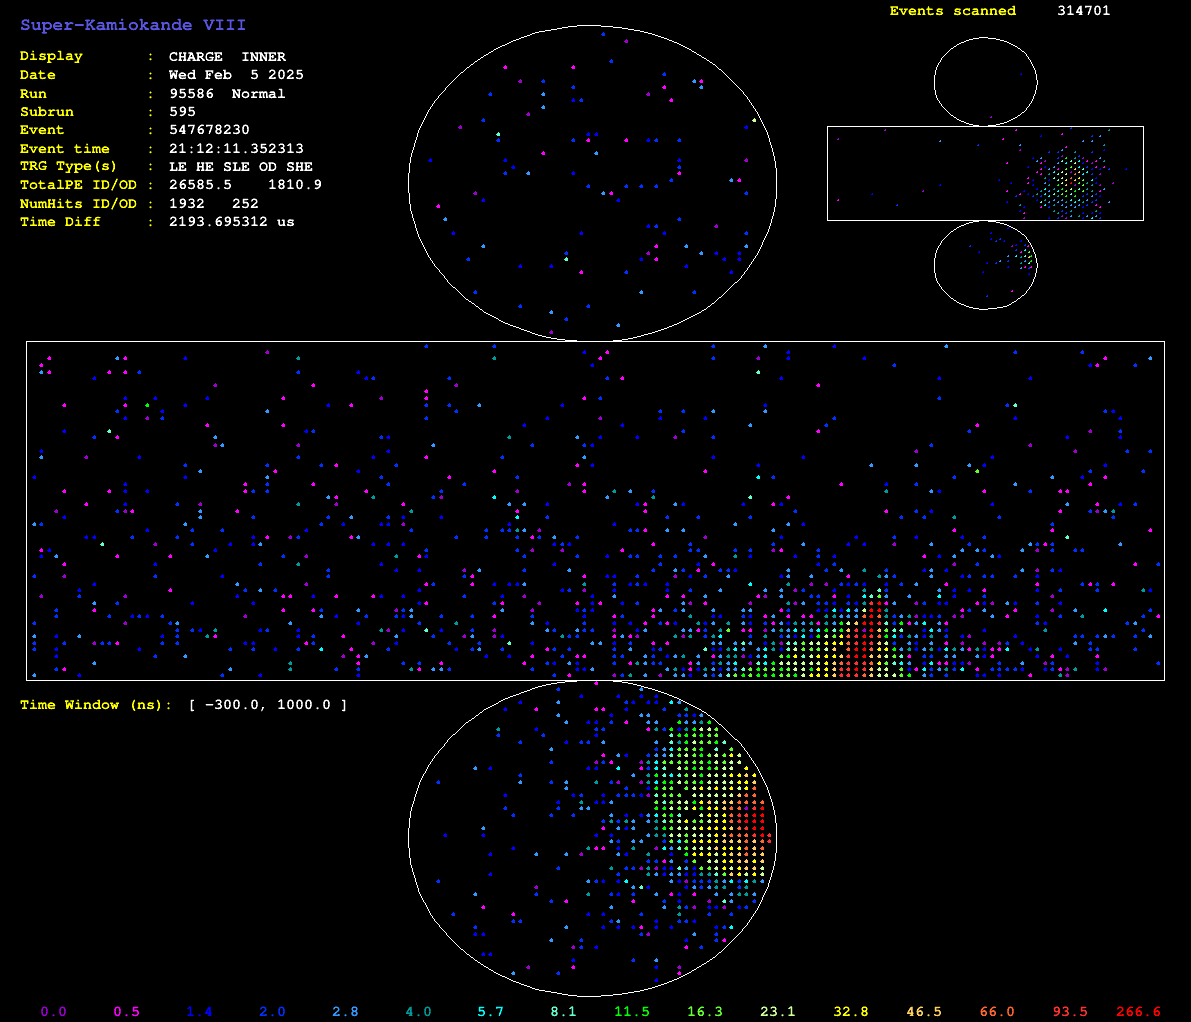 Super-Kamiokande VIII
Events scanned 314701
Display : CHARGE INNER
Date : Wed Feb 5 2025
Run : 95586 Normal
Subrun : 595
Event : 547678230
Event time : 21:12:11.352313
TRG Type(s) : LE HE SLE OD SHE
TotalPE ID/OD : 26585.5 1810.9
NumHits ID/OD : 1932 252
Time Diff : 2193.695312 us
Time Window (ns): [ -300.0, 1000.0 ]
0.0 0.5 1.4 2.0 2.8 4.0 5.7 8.1 11.5 16.3 23.1 32.8 46.5 66.0 93.5 266.6